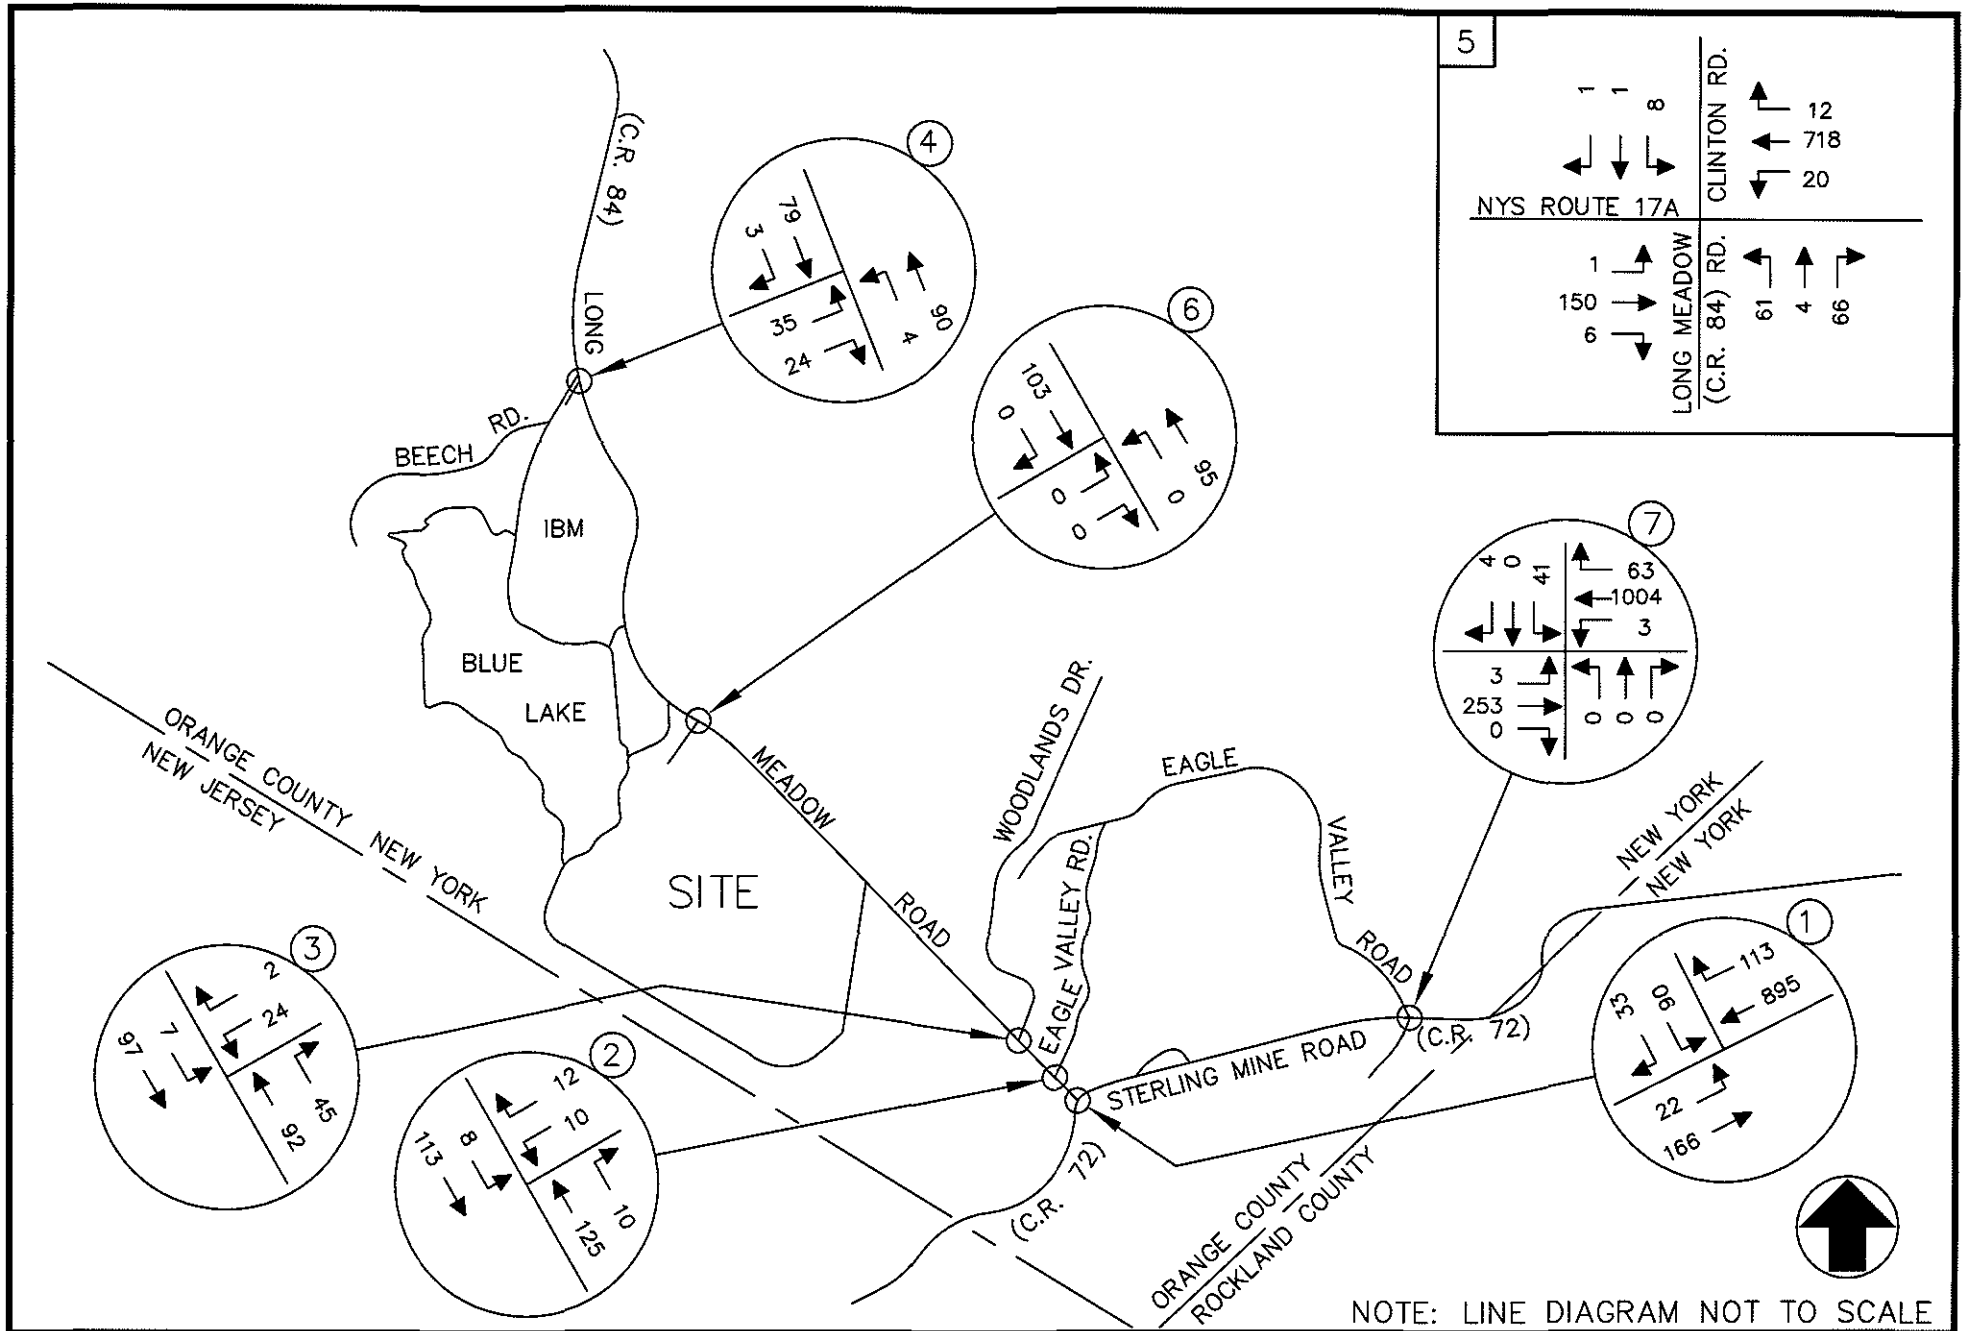 5
1
1
8
CLINTON RD.
12
718
20
NYS ROUTE 17A
1
150
6
LONG MEADOW
(C.R. 84) RD.
61
4
66
(C.R. 84)
LONG
4
79
3
35
24
90
4
6
103
0
0
0
95
0
BEECH RD.
IBM
BLUE
LAKE
7
4
0
41
63
1004
3
3
253
0
0
0
0
ORANGE COUNTY NEW YORK
NEW JERSEY
MEADOW
ROAD
SITE
WOODLANDS DR.
EAGLE VALLEY RD.
EAGLE
VALLEY
ROAD
NEW YORK
NEW YORK
3
2
24
7
97
45
92
2
12
10
8
113
10
125
STERLING MINE ROAD
(C.R. 72)
(C.R. 72)
1
113
895
33
90
22
166
ORANGE COUNTY
ROCKLAND COUNTY
NOTE: LINE DIAGRAM NOT TO SCALE